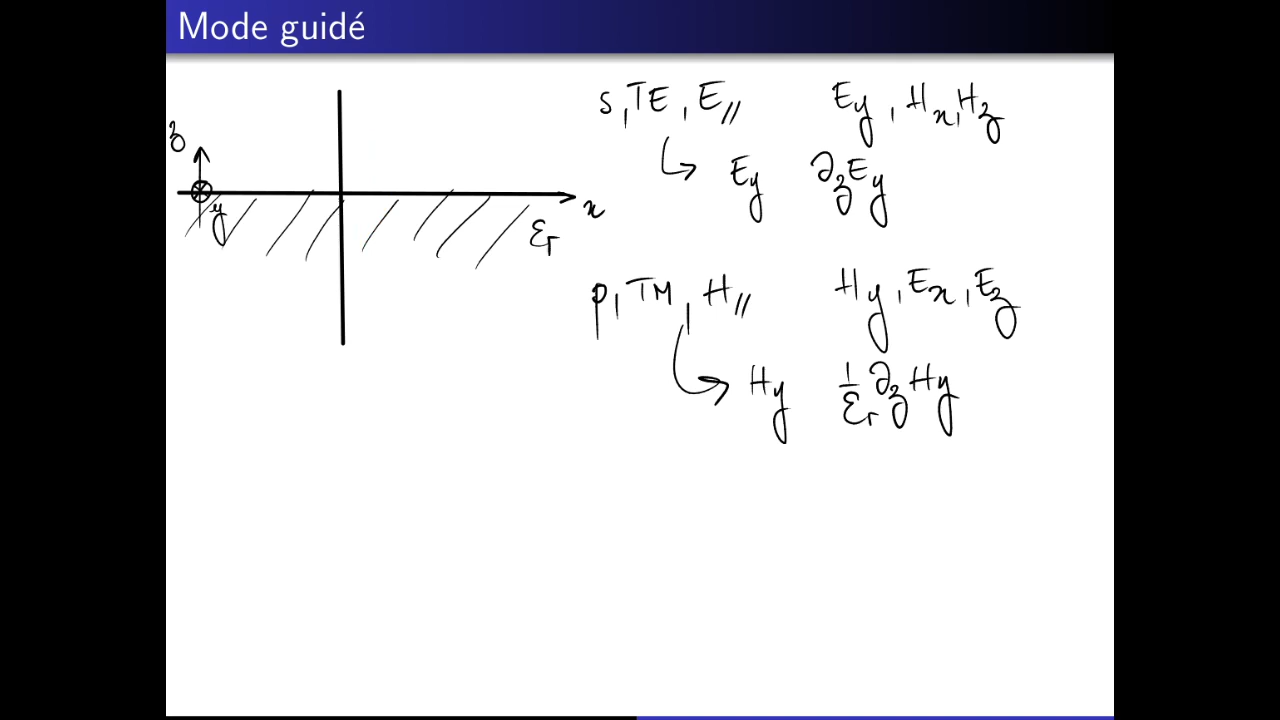 Mode guidé
z
y
x
εr
s, TE, E// Ey, Hx, Hz
↳ Ey ∂zEy
p, TM, H// Hy, Ex, Ez
↳ Hy 1/εr ∂zHy